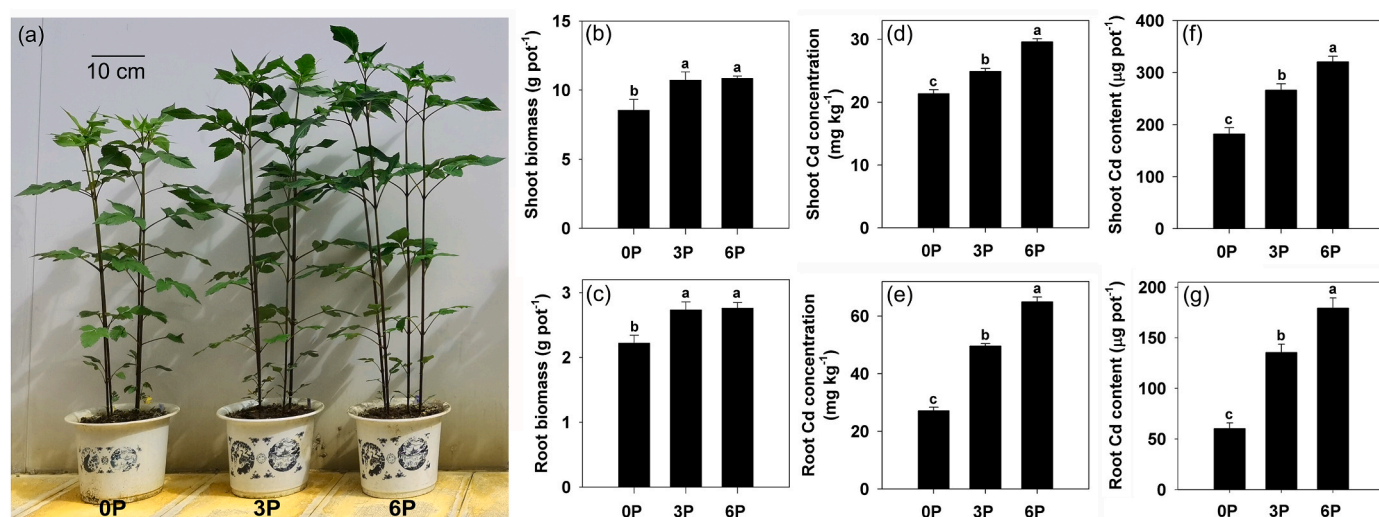 (a)
10 cm
0P
3P
6P
(b)
Shoot biomass (g pot⁻¹)
15
10
5
0
b
a
a
0P
3P
6P
(c)
Root biomass (g pot⁻¹)
3
2
1
0
b
a
a
0P
3P
6P
(d)
Shoot Cd concentration
(mg kg⁻¹)
30
20
10
0
c
b
a
0P
3P
6P
(e)
Root Cd concentration
(mg kg⁻¹)
60
40
20
0
c
b
a
0P
3P
6P
(f)
Shoot Cd content (µg pot⁻¹)
400
300
200
100
0
c
b
a
0P
3P
6P
(g)
Root Cd content (µg pot⁻¹)
200
150
100
50
0
c
b
a
0P
3P
6P